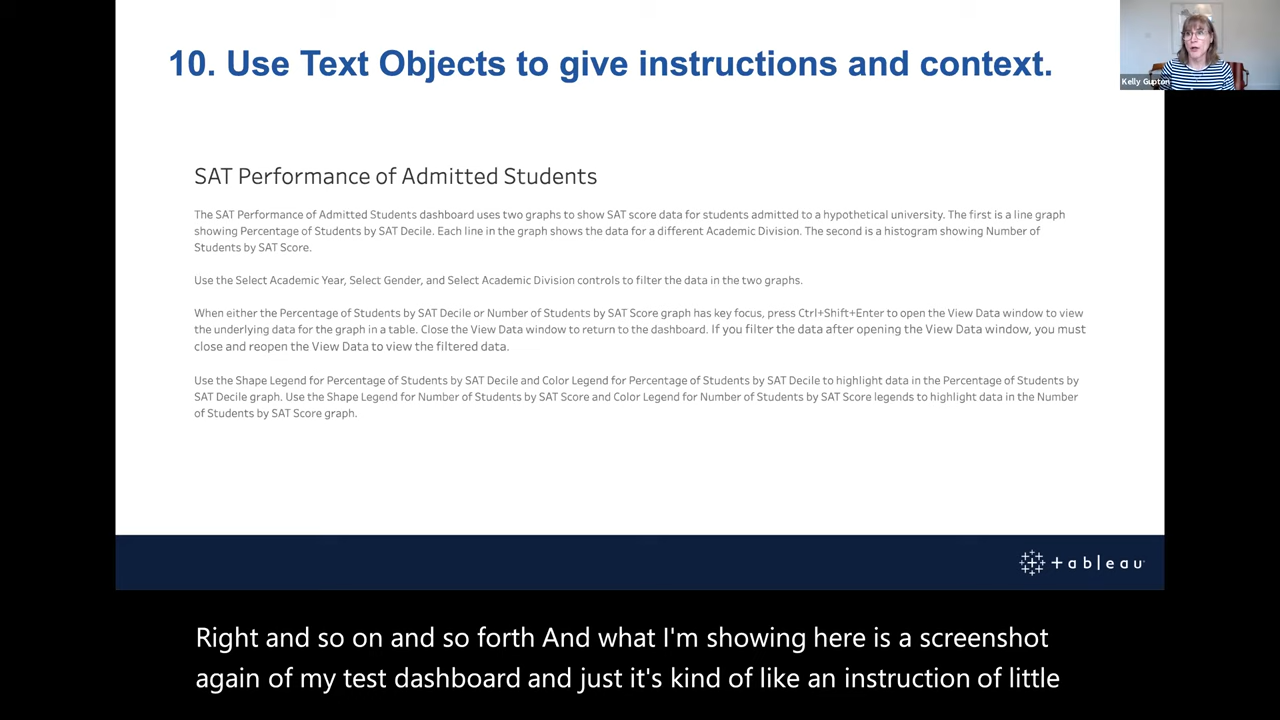 10. Use Text Objects to give instructions and context.
Kelly Gupton
SAT Performance of Admitted Students
The SAT Performance of Admitted Students dashboard uses two graphs to show SAT score data for students admitted to a hypothetical university. The first is a line graph
showing Percentage of Students by SAT Decile. Each line in the graph shows the data for a different Academic Division. The second is a histogram showing Number of
Students by SAT Score.
Use the Select Academic Year, Select Gender, and Select Academic Division controls to filter the data in the two graphs.
When either the Percentage of Students by SAT Decile or Number of Students by SAT Score graph has key focus, press Ctrl+Shift+Enter to open the View Data window to view
the underlying data for the graph in a table. Close the View Data window to return to the dashboard. If you filter the data after opening the View Data window, you must
close and reopen the View Data to view the filtered data.
Use the Shape Legend for Percentage of Students by SAT Decile and Color Legend for Percentage of Students by SAT Decile to highlight data in the Percentage of Students by
SAT Decile graph. Use the Shape Legend for Number of Students by SAT Score and Color Legend for Number of Students by SAT Score legends to highlight data in the Number
of Students by SAT Score graph.
+ableau
Right and so on and so forth And what I'm showing here is a screenshot
again of my test dashboard and just it's kind of like an instruction of little